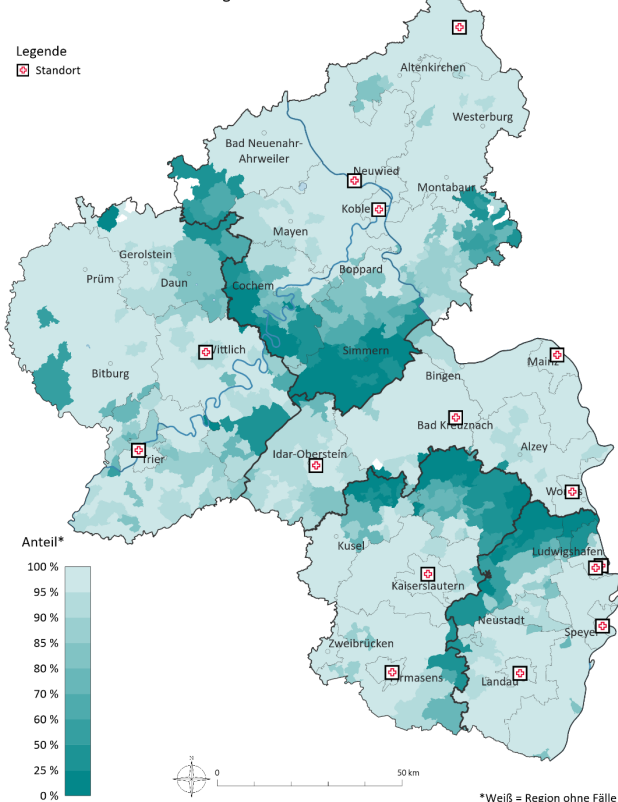 Legende
Standort
Altenkirchen
Westerburg
Bad Neuenahr-
Ahrweiler
Neuwied
Montabaur
Koble
Mayen
Gerolstein
Boppard
Prüm
Daun
Cochem
Wittlich
Simmern
Mainz
Bitburg
Bingen
Bad Kreuznach
Alzey
Trier
Idar-Oberstein
Worms
Anteil*
Kusel
Ludwigshafen
100 %
Kaiserslautern
95 %
90 %
Neustadt
85 %
Speyer
Zweibrücken
80 %
70 %
rmasens
Landau
60 %
50 %
25 %
0 %
0
50 km
*Weiß = Region ohne Fälle